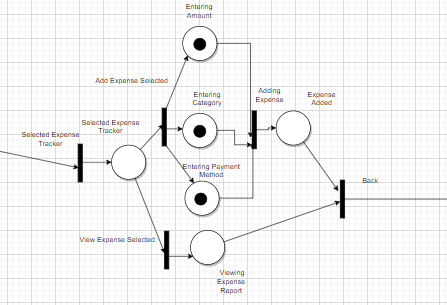 Entering
Amount
Add Expense Selected
Entering
Category
Adding
Expense
Expense
Added
Selected Expense
Tracker
Selected Expense
Tracker
Entering Payment
Method
Back
View Expense Selected
Viewing
Expense
Report